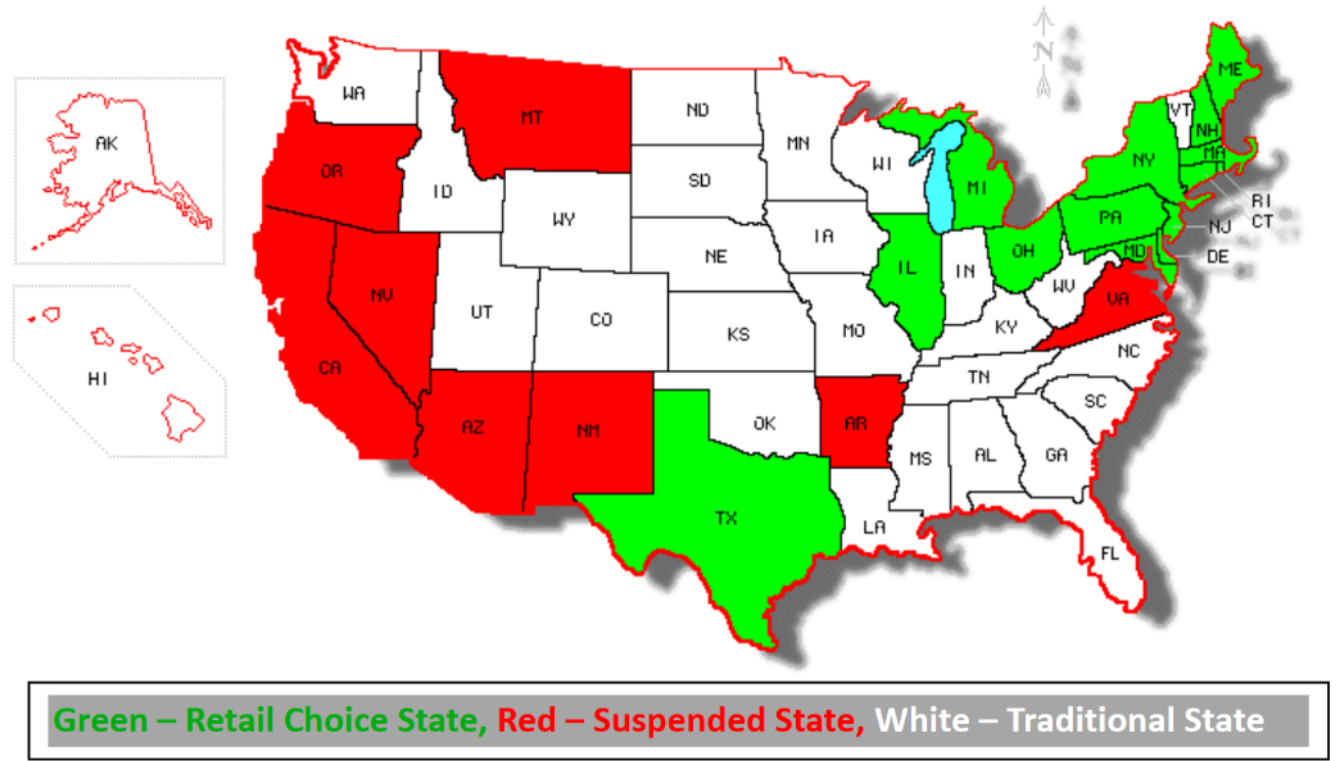 N
AK
HI
WA
OR
CA
NV
ID
MT
WY
UT
AZ
CO
NM
ND
SD
NE
KS
OK
TX
MN
IA
MO
AR
LA
WI
IL
MI
IN
OH
KY
TN
MS
AL
GA
FL
SC
NC
VA
WV
PA
NY
VT
NH
ME
MA
RI
CT
NJ
DE
MD
Green – Retail Choice State, Red – Suspended State, White – Traditional State